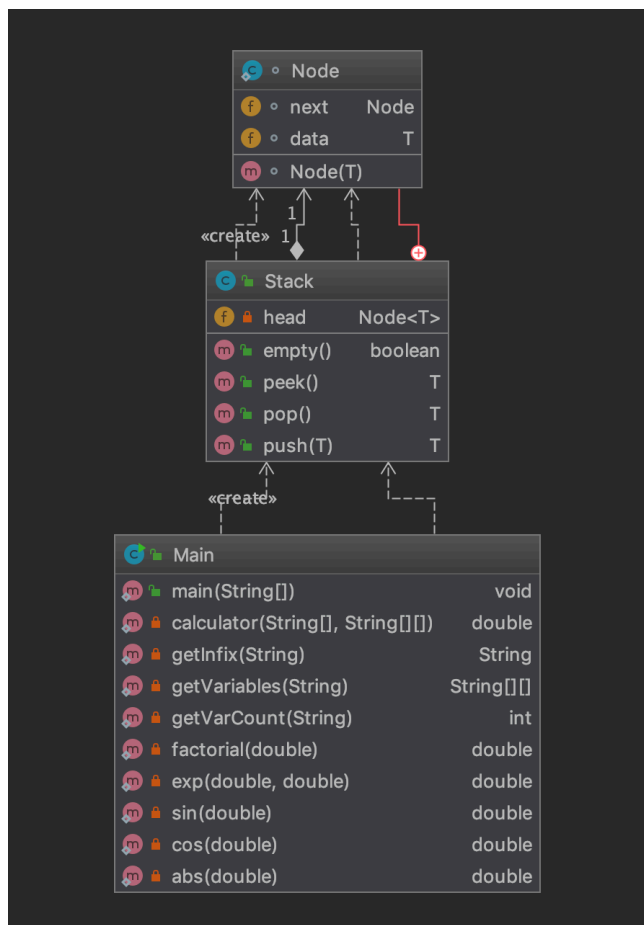 Node
next Node
data T
Node(T)
1
«create» 1
Stack
head Node<T>
empty() boolean
peek() T
pop() T
push(T) T
«create»
Main
main(String[]) void
calculator(String[], String[][]) double
getInfix(String) String
getVariables(String) String[][]
getVarCount(String) int
factorial(double) double
exp(double, double) double
sin(double) double
cos(double) double
abs(double) double